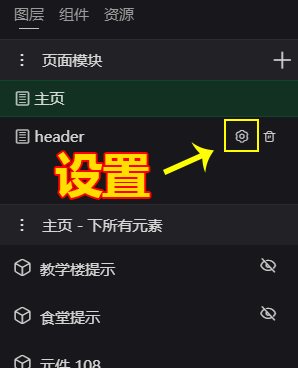 图层 组件 资源
页面模块
主页
header
设置
主页 - 下所有元素
教学楼提示
食堂提示
元件 108